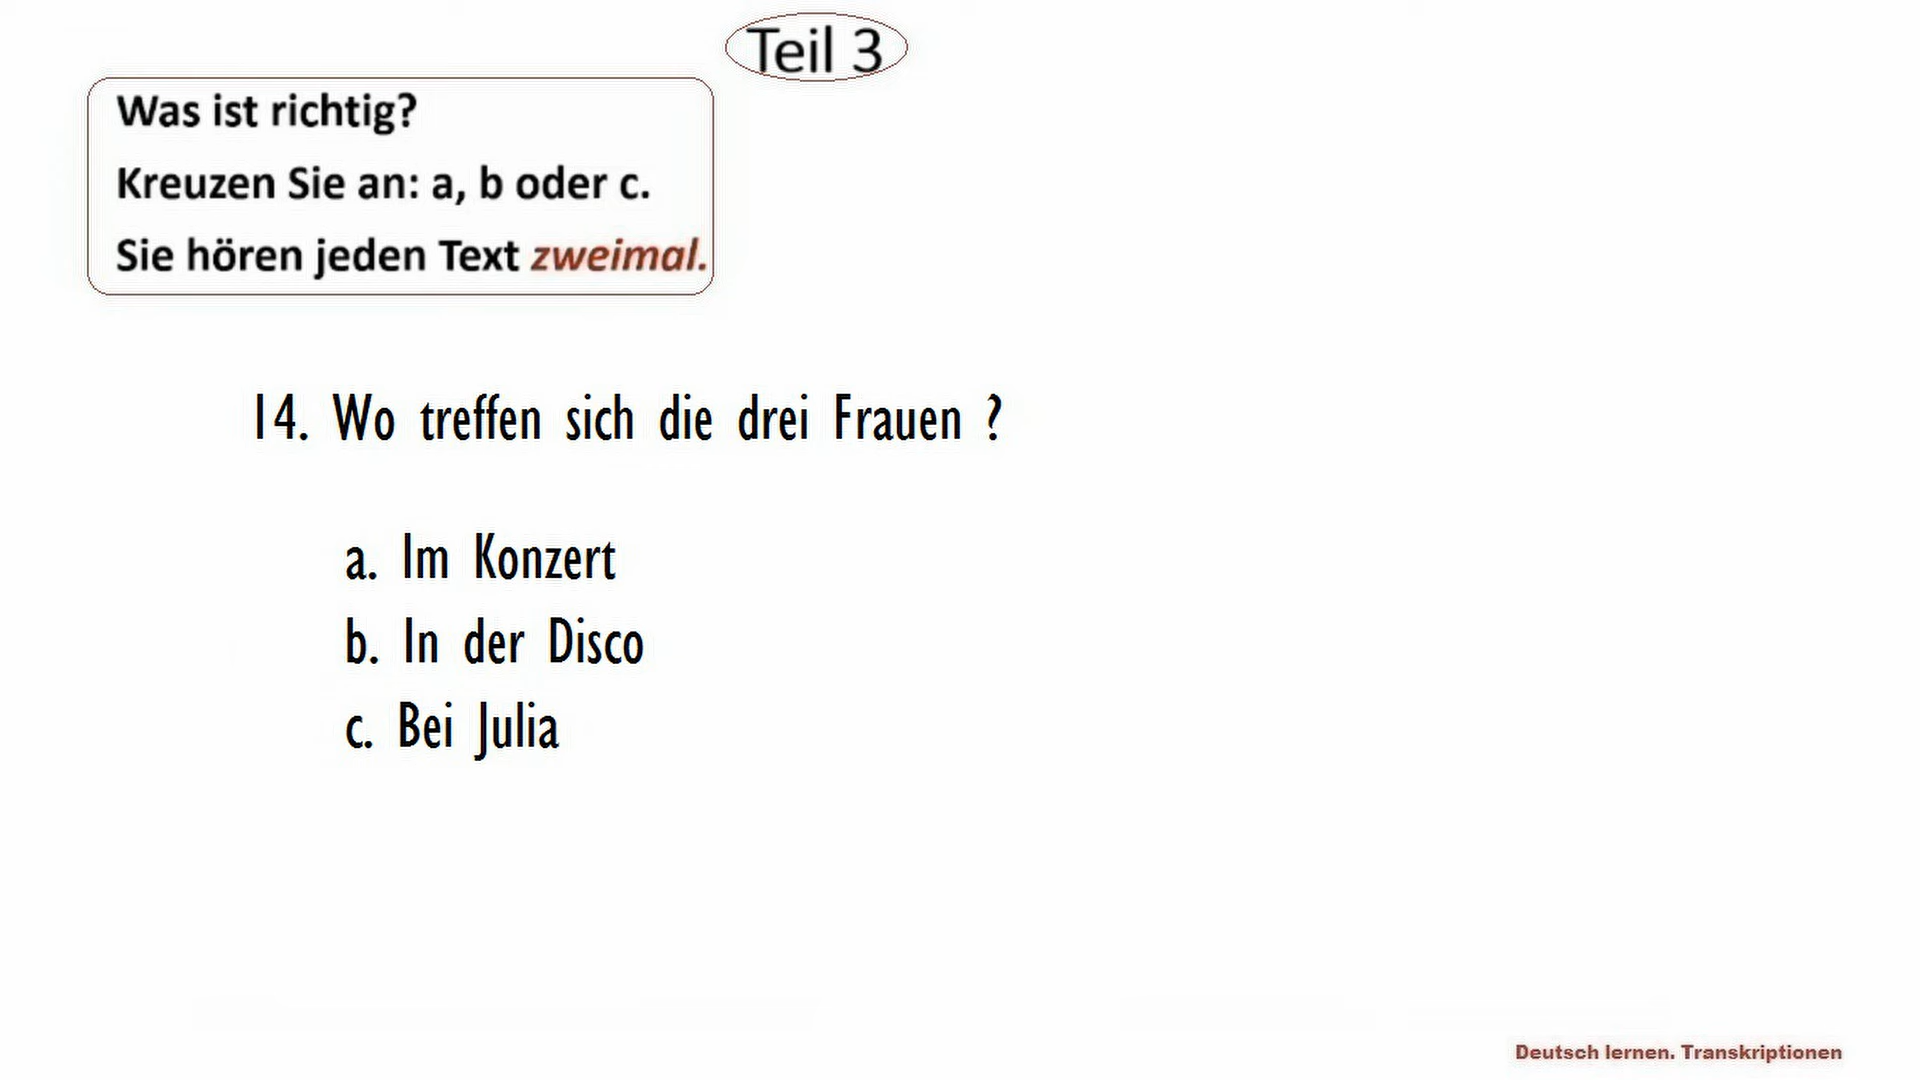 Teil 3
Was ist richtig?
Kreuzen Sie an: a, b oder c.
Sie hören jeden Text zweimal.
14. Wo treffen sich die drei Frauen ?
a. Im Konzert
b. In der Disco
c. Bei Julia
Deutsch lernen. Transkriptionen